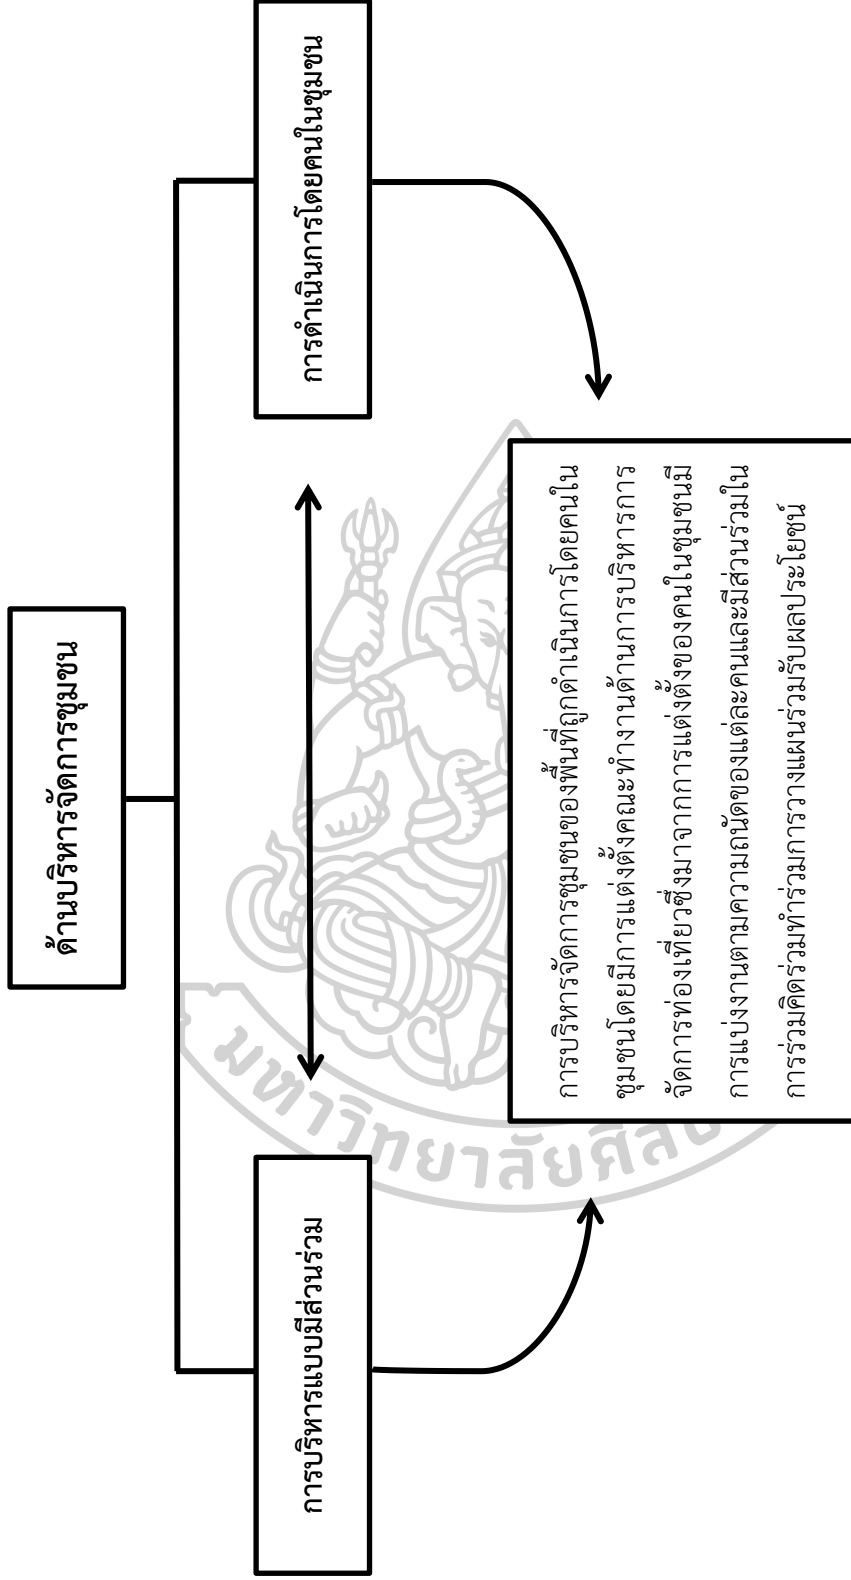 ด้านบริหารจัดการชุมชน
การบริหารแบบมีส่วนร่วม
การดำเนินการโดยคนในชุมชน
การบริหารจัดการชุมชนของพื้นที่ถูกดำเนินการโดยคนใน
ชุมชนโดยมีการแต่งตั้งคณะทำงานด้านการบริหารการ
จัดการท่องเที่ยวซึ่งมาจากการแต่งตั้งของคนในชุมชนมี
การแบ่งงานตามความถนัดของแต่ละคนและมีส่วนร่วมใน
การร่วมคิดร่วมทำร่วมการวางแผนร่วมรับผลประโยชน์
มหาวิทยาลัยศิลป